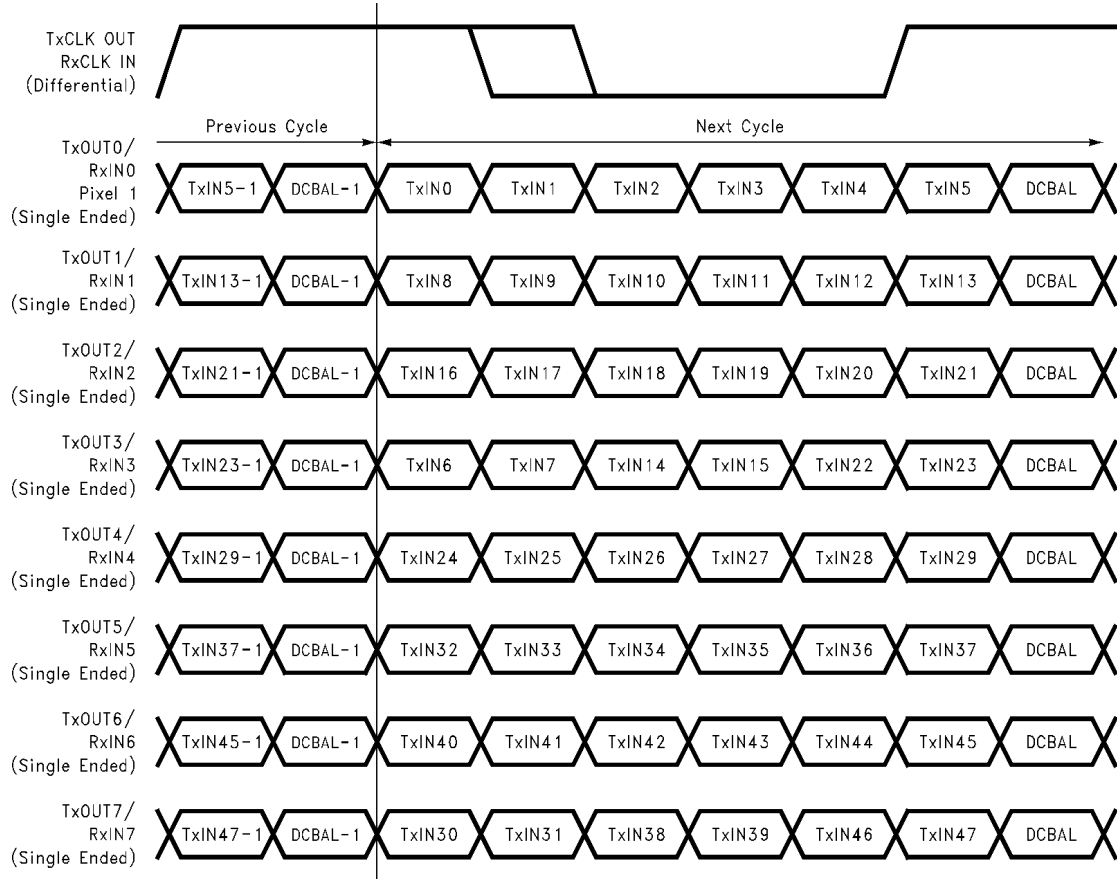 TxCLK OUT
RxCLK IN
(Differential)
Previous Cycle
Next Cycle
TxOUT0/
RxIN0
Pixel 1
(Single Ended)
TxIN5-1 DCBAL-1 TxIN0 TxIN1 TxIN2 TxIN3 TxIN4 TxIN5 DCBAL
TxOUT1/
RxIN1
(Single Ended)
TxIN13-1 DCBAL-1 TxIN8 TxIN9 TxIN10 TxIN11 TxIN12 TxIN13 DCBAL
TxOUT2/
RxIN2
(Single Ended)
TxIN21-1 DCBAL-1 TxIN16 TxIN17 TxIN18 TxIN19 TxIN20 TxIN21 DCBAL
TxOUT3/
RxIN3
(Single Ended)
TxIN23-1 DCBAL-1 TxIN6 TxIN7 TxIN14 TxIN15 TxIN22 TxIN23 DCBAL
TxOUT4/
RxIN4
(Single Ended)
TxIN29-1 DCBAL-1 TxIN24 TxIN25 TxIN26 TxIN27 TxIN28 TxIN29 DCBAL
TxOUT5/
RxIN5
(Single Ended)
TxIN37-1 DCBAL-1 TxIN32 TxIN33 TxIN34 TxIN35 TxIN36 TxIN37 DCBAL
TxOUT6/
RxIN6
(Single Ended)
TxIN45-1 DCBAL-1 TxIN40 TxIN41 TxIN42 TxIN43 TxIN44 TxIN45 DCBAL
TxOUT7/
RxIN7
(Single Ended)
TxIN47-1 DCBAL-1 TxIN30 TxIN31 TxIN38 TxIN39 TxIN46 TxIN47 DCBAL